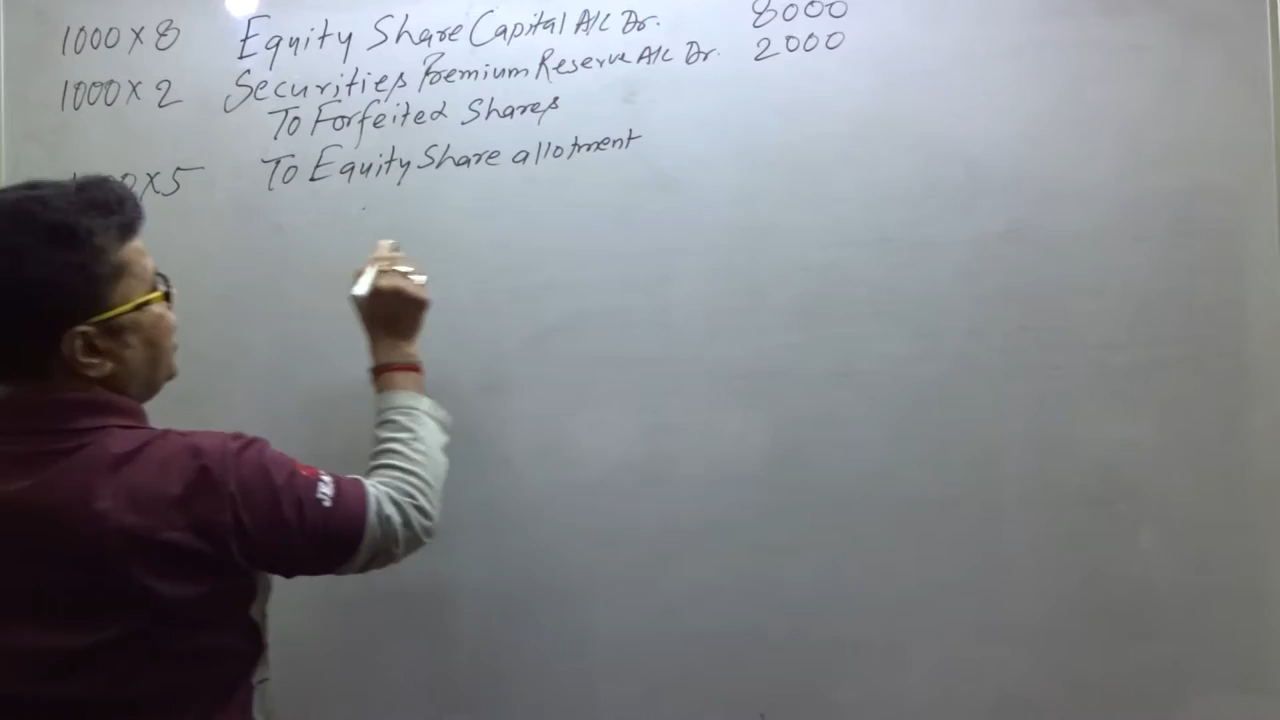 1000 × 8 Equity Share Capital A/c Dr. 8000
1000 × 2 Securities Premium Reserve A/c Dr. 2000
To Forfeited Shares
× 5 To Equity Share allotment